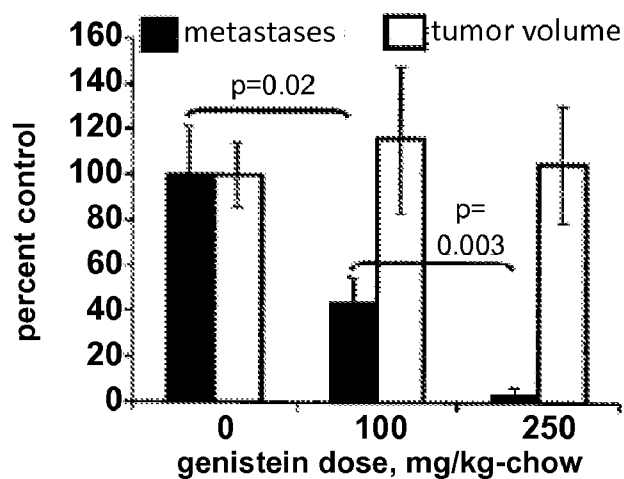 metastases
tumor volume
160
140
120
100
80
60
40
20
0
percent control
p=0.02
p=
0.003
0
100
250
genistein dose, mg/kg-chow